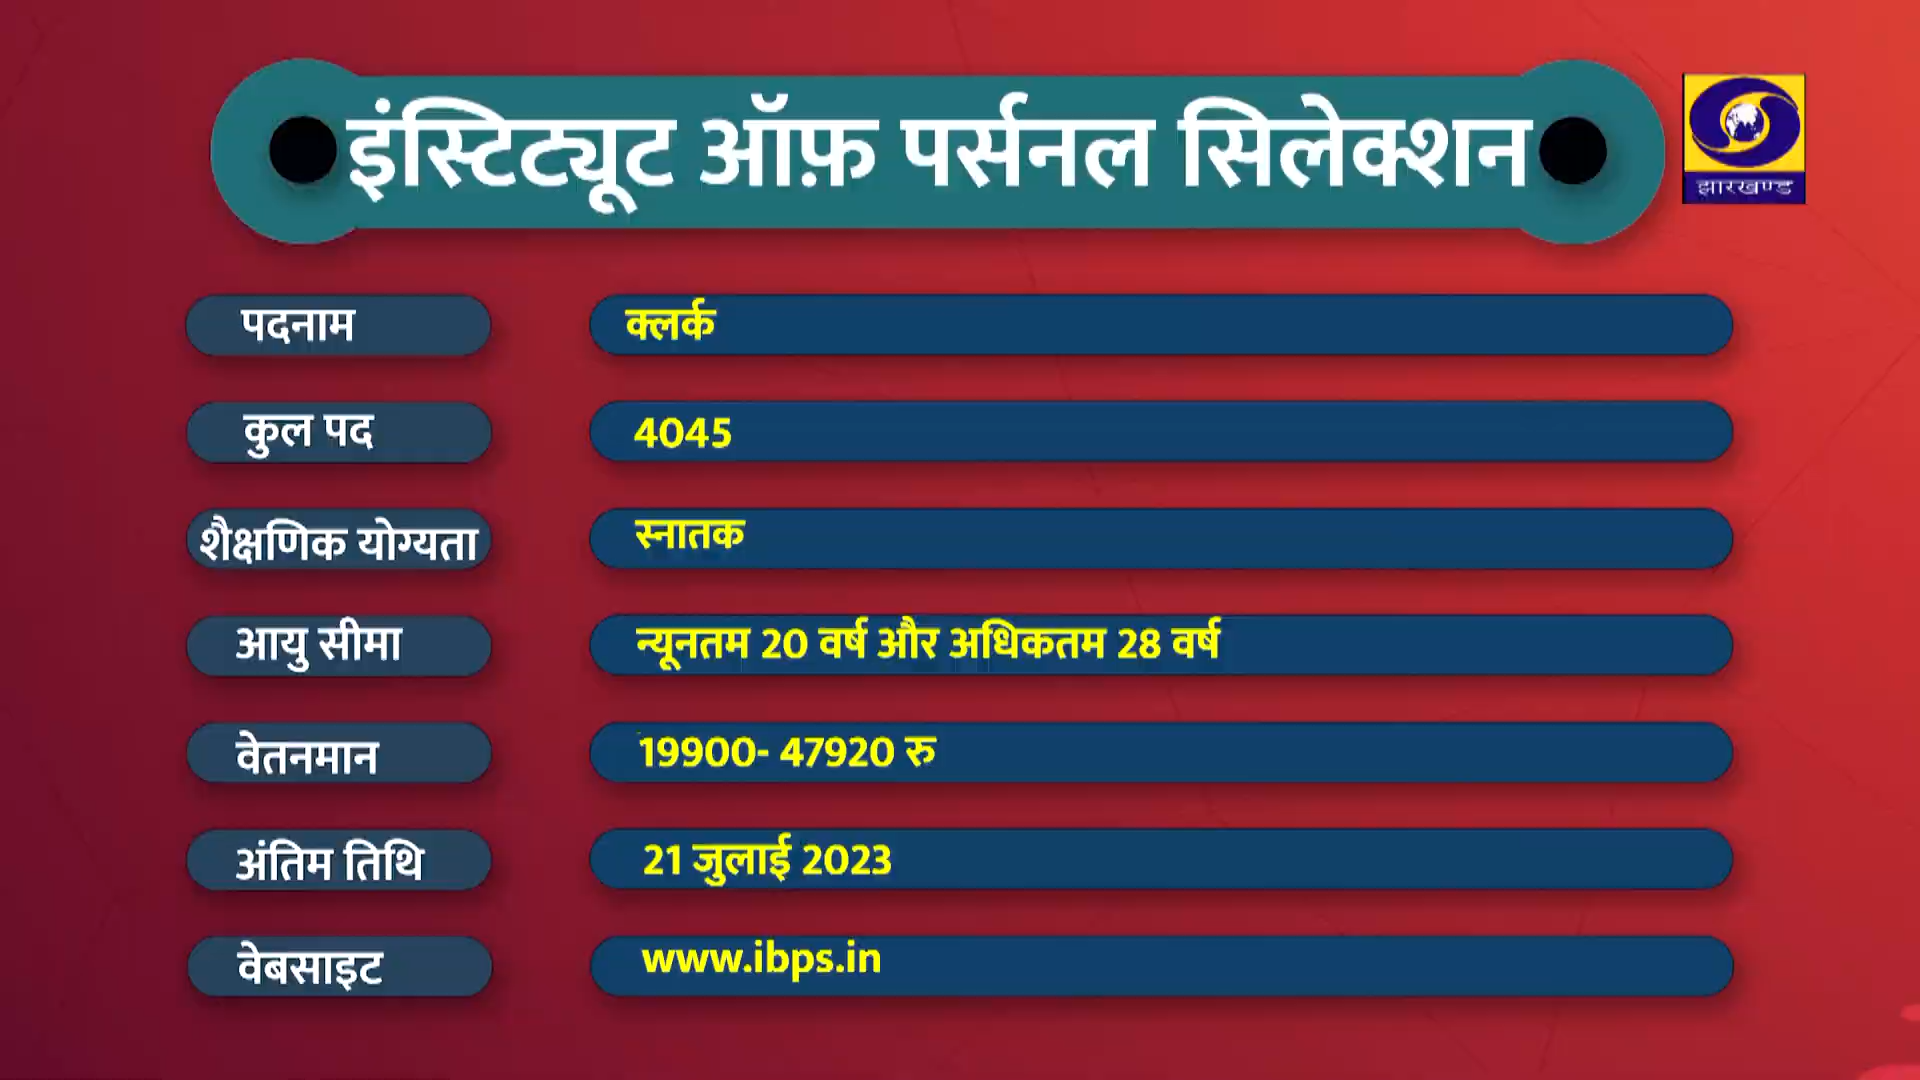 इंस्टिट्यूट ऑफ़ पर्सनल सिलेक्शन
झारखण्ड
पदनाम क्लर्क
कुल पद 4045
शैक्षणिक योग्यता स्नातक
आयु सीमा न्यूनतम 20 वर्ष और अधिकतम 28 वर्ष
वेतनमान 19900- 47920 रु
अंतिम तिथि 21 जुलाई 2023
वेबसाइट www.ibps.in